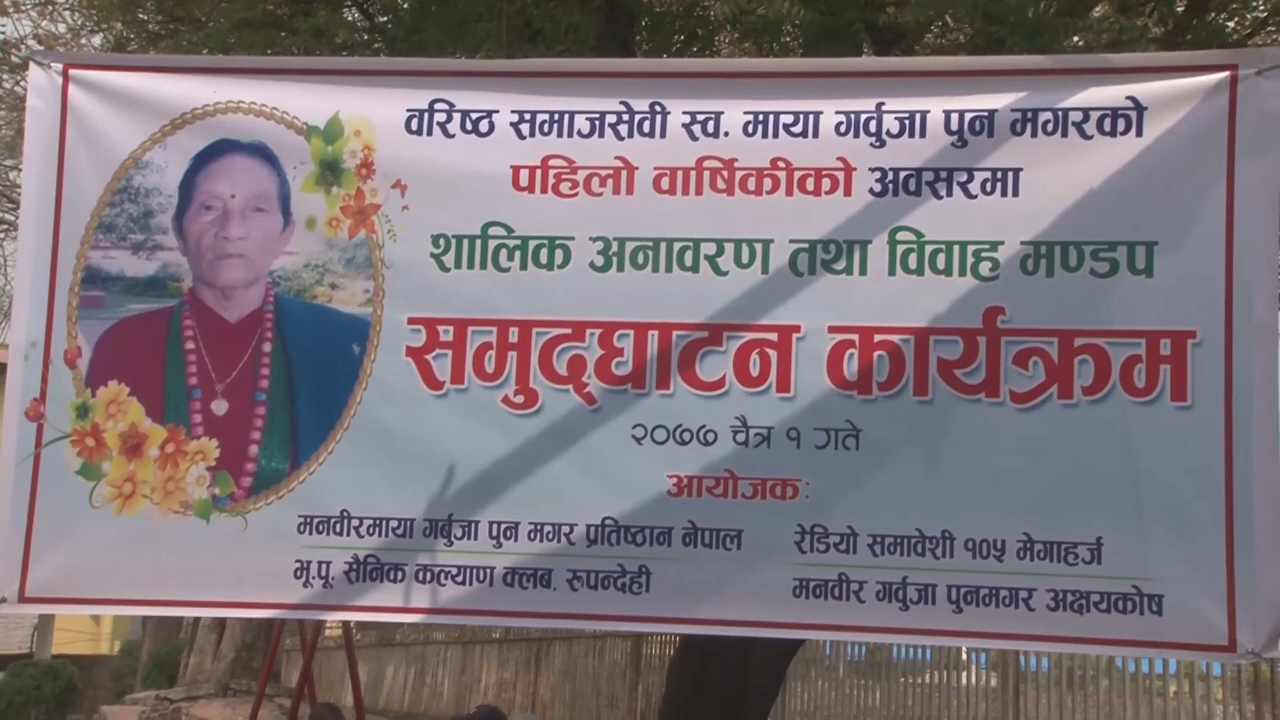 वरिष्ठ समाजसेवी स्व. माया गर्वुजा पुन मगरको
पहिलो वार्षिकीको अवसरमा
शालिक अनावरण तथा विवाह मण्डप
समुद्घाटन कार्यक्रम
२०७७ चैत्र १ गते
आयोजकः
मनवीरमाया गर्बुजा पुन मगर प्रतिष्ठान नेपाल
रेडियो समावेशी १०५ मेगाहर्ज
भू.पू. सैनिक कल्याण क्लब, रुपन्देही
मनवीर गर्वुजा पुनमगर अक्षयकोष